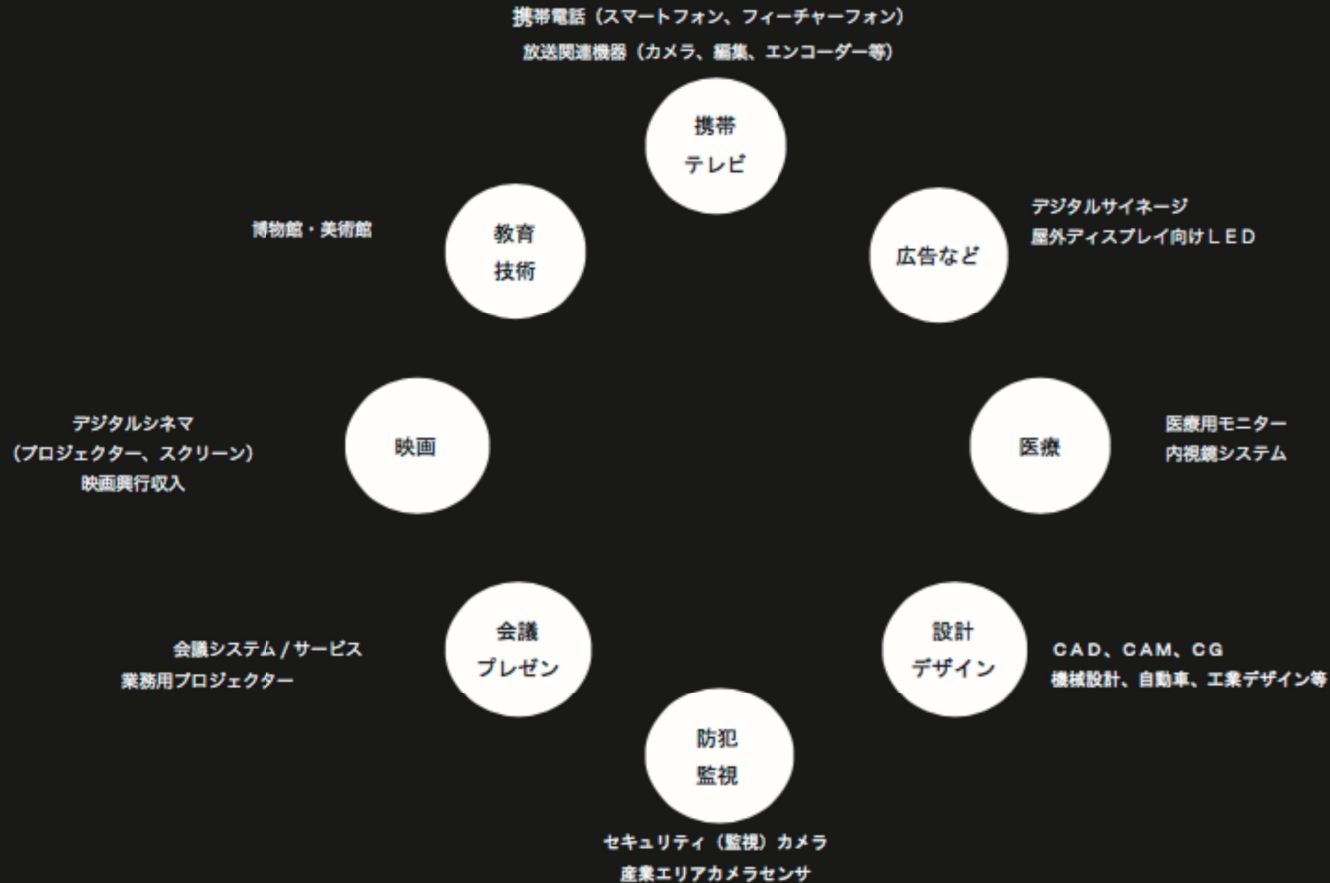 携帯電話（スマートフォン、フィーチャーフォン）
放送関連機器（カメラ、編集、エンコーダー等）
携帯
テレビ
デジタルサイネージ
屋外ディスプレイ向けＬＥＤ
広告など
博物館・美術館
教育
技術
デジタルシネマ
（プロジェクター、スクリーン）
映画興行収入
映画
医療
医療用モニター
内視鏡システム
会議システム / サービス
業務用プロジェクター
会議
プレゼン
設計
デザイン
ＣＡＤ、ＣＡＭ、ＣＧ
機械設計、自動車、工業デザイン等
防犯
監視
セキュリティ（監視）カメラ
産業エリアカメラセンサ